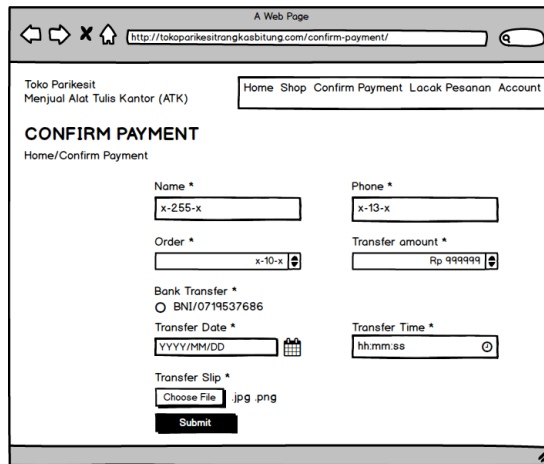 A Web Page
http://tokoparikesitrangkasbitung.com/confirm-payment/
Toko Parikesit
Menjual Alat Tulis Kantor (ATK)
Home Shop Confirm Payment Lacak Pesanan Account
CONFIRM PAYMENT
Home/Confirm Payment
Name * Phone *
x-255-x x-13-x
Order * Transfer amount *
x-10-x Rp 999999
Bank Transfer *
BNI/0719537686
Transfer Date * Transfer Time *
YYYY/MM/DD hh:mm:ss
Transfer Slip *
Choose File .jpg .png
Submit